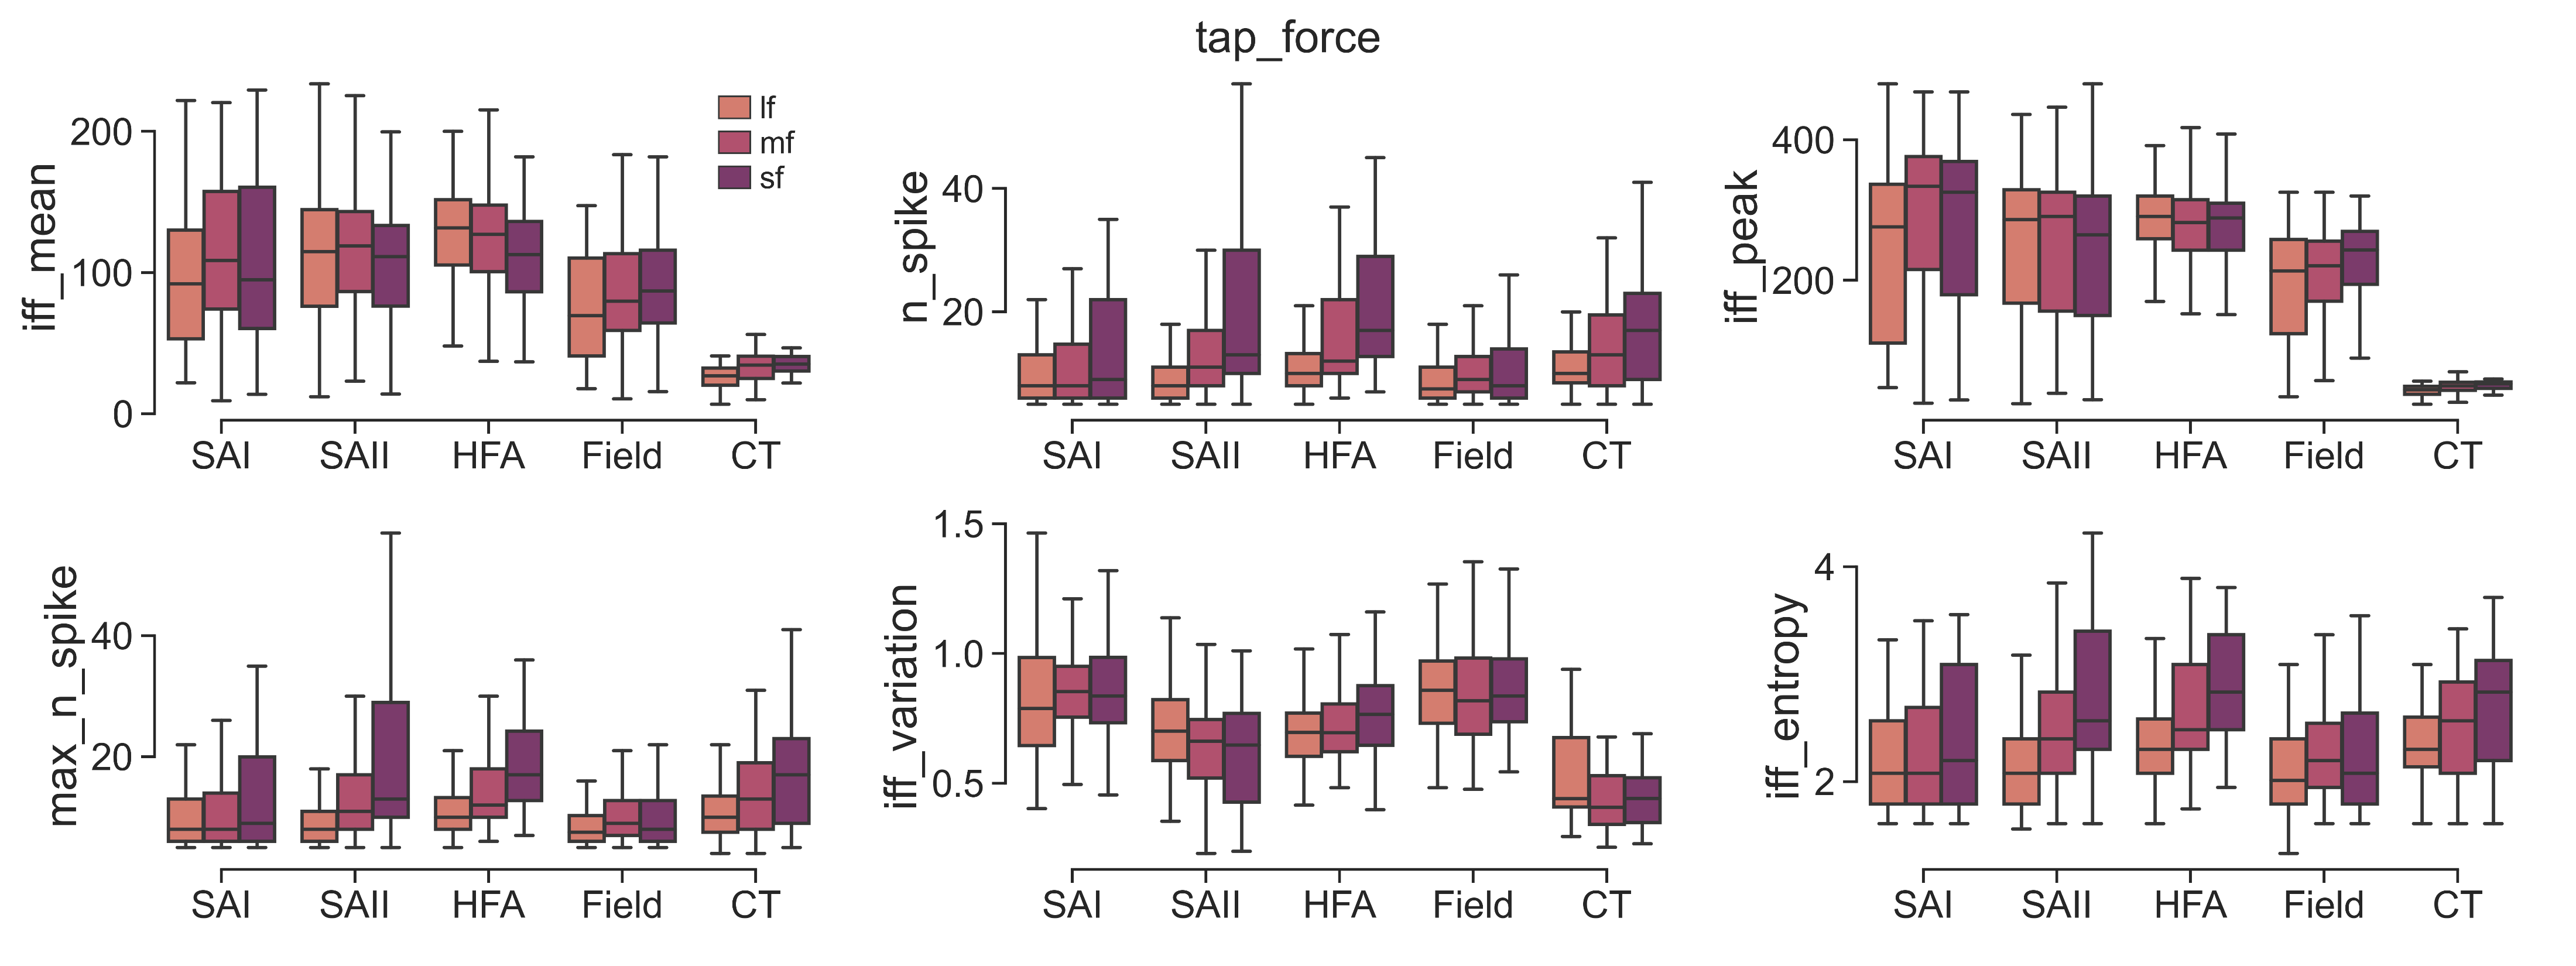 tap_force
iff_mean
200
100
0
lf
mf
sf
SAI SAII HFA Field CT
n_spike
40
20
SAI SAII HFA Field CT
iff_peak
400
200
SAI SAII HFA Field CT
max_n_spike
40
20
SAI SAII HFA Field CT
iff_variation
1.5
1.0
0.5
SAI SAII HFA Field CT
iff_entropy
4
2
SAI SAII HFA Field CT